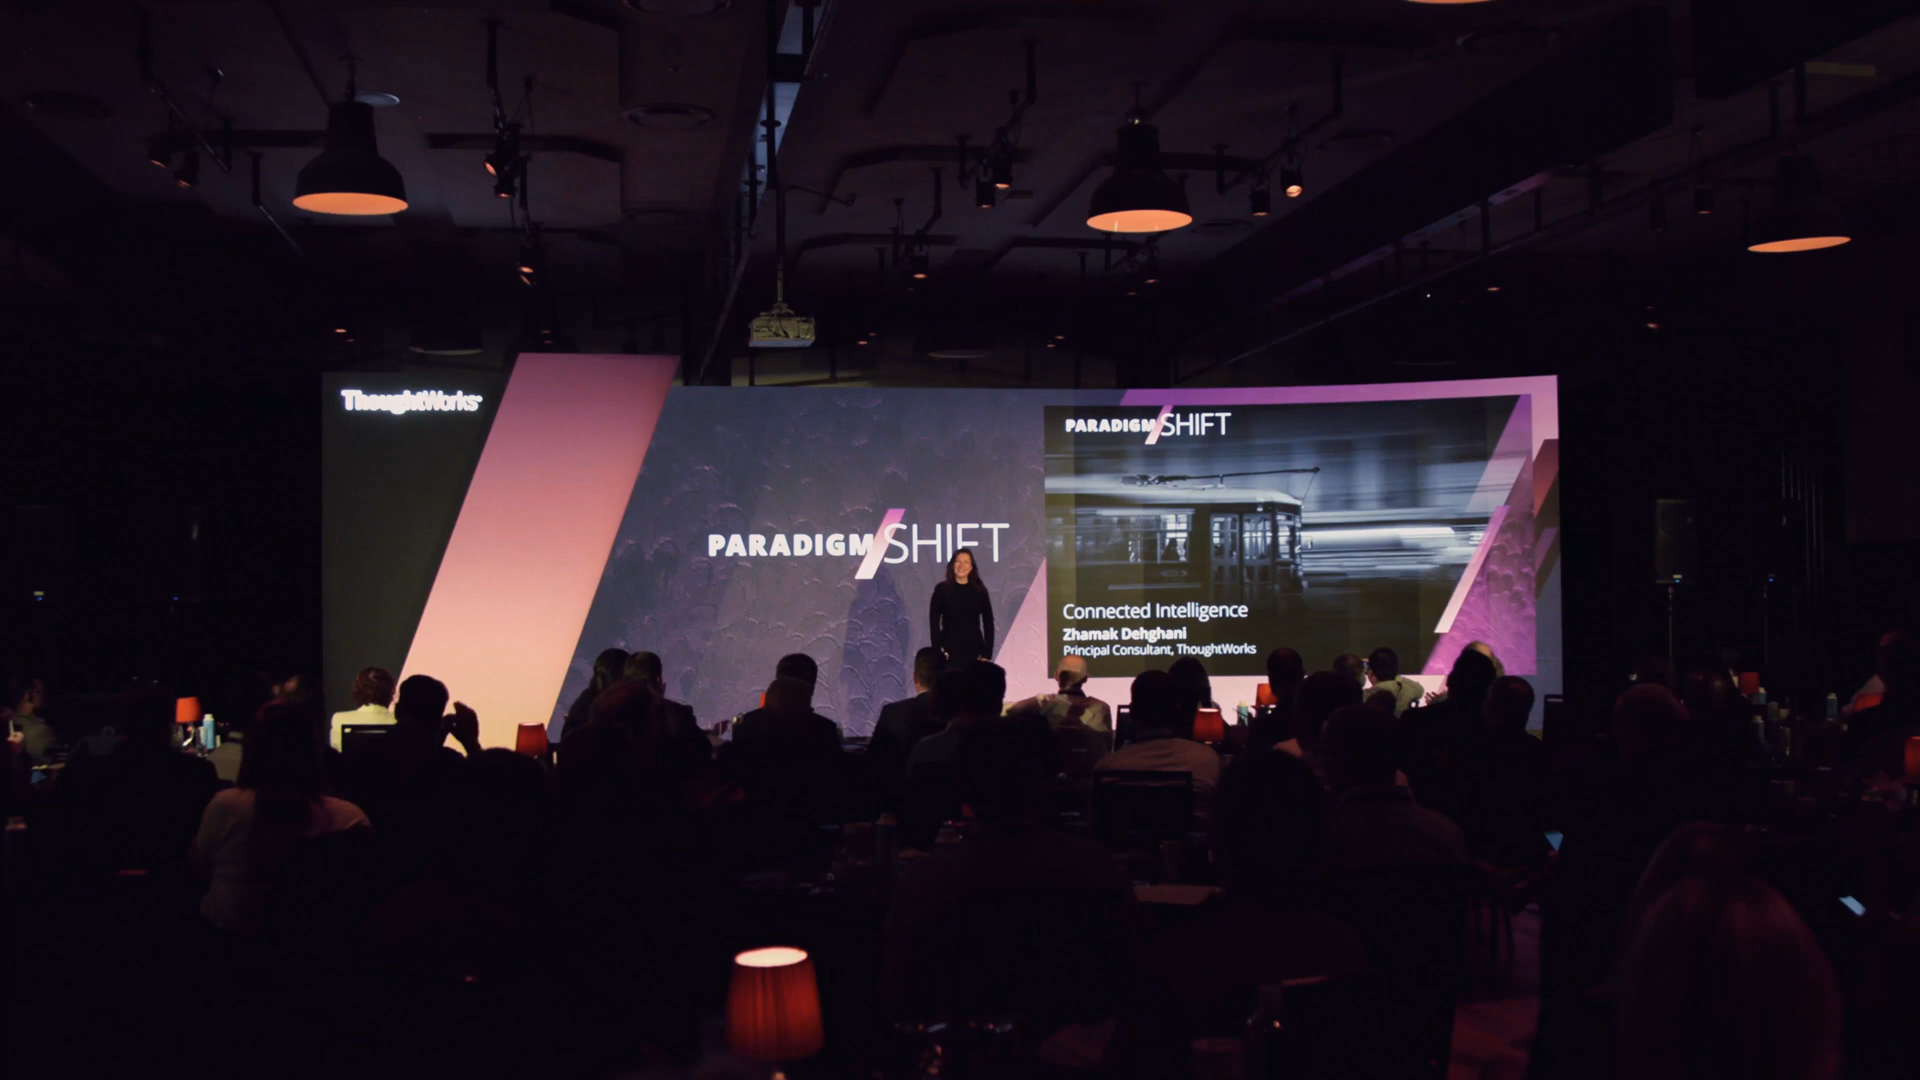 ThoughtWorks®
PARADIGM/SHIFT
PARADIGM/SHIFT
Connected Intelligence
Zhamak Dehghani
Principal Consultant, ThoughtWorks